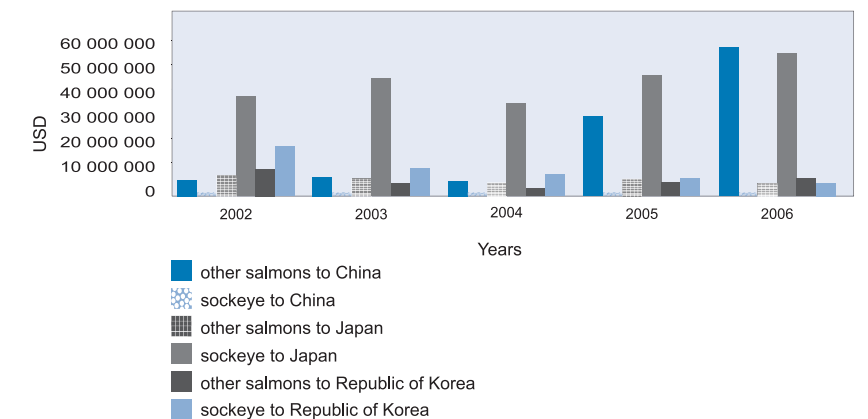 60 000 000
50 000 000
40 000 000
30 000 000
20 000 000
10 000 000
0
USD
2002 2003 2004 2005 2006
Years
other salmons to China
sockeye to China
other salmons to Japan
sockeye to Japan
other salmons to Republic of Korea
sockeye to Republic of Korea